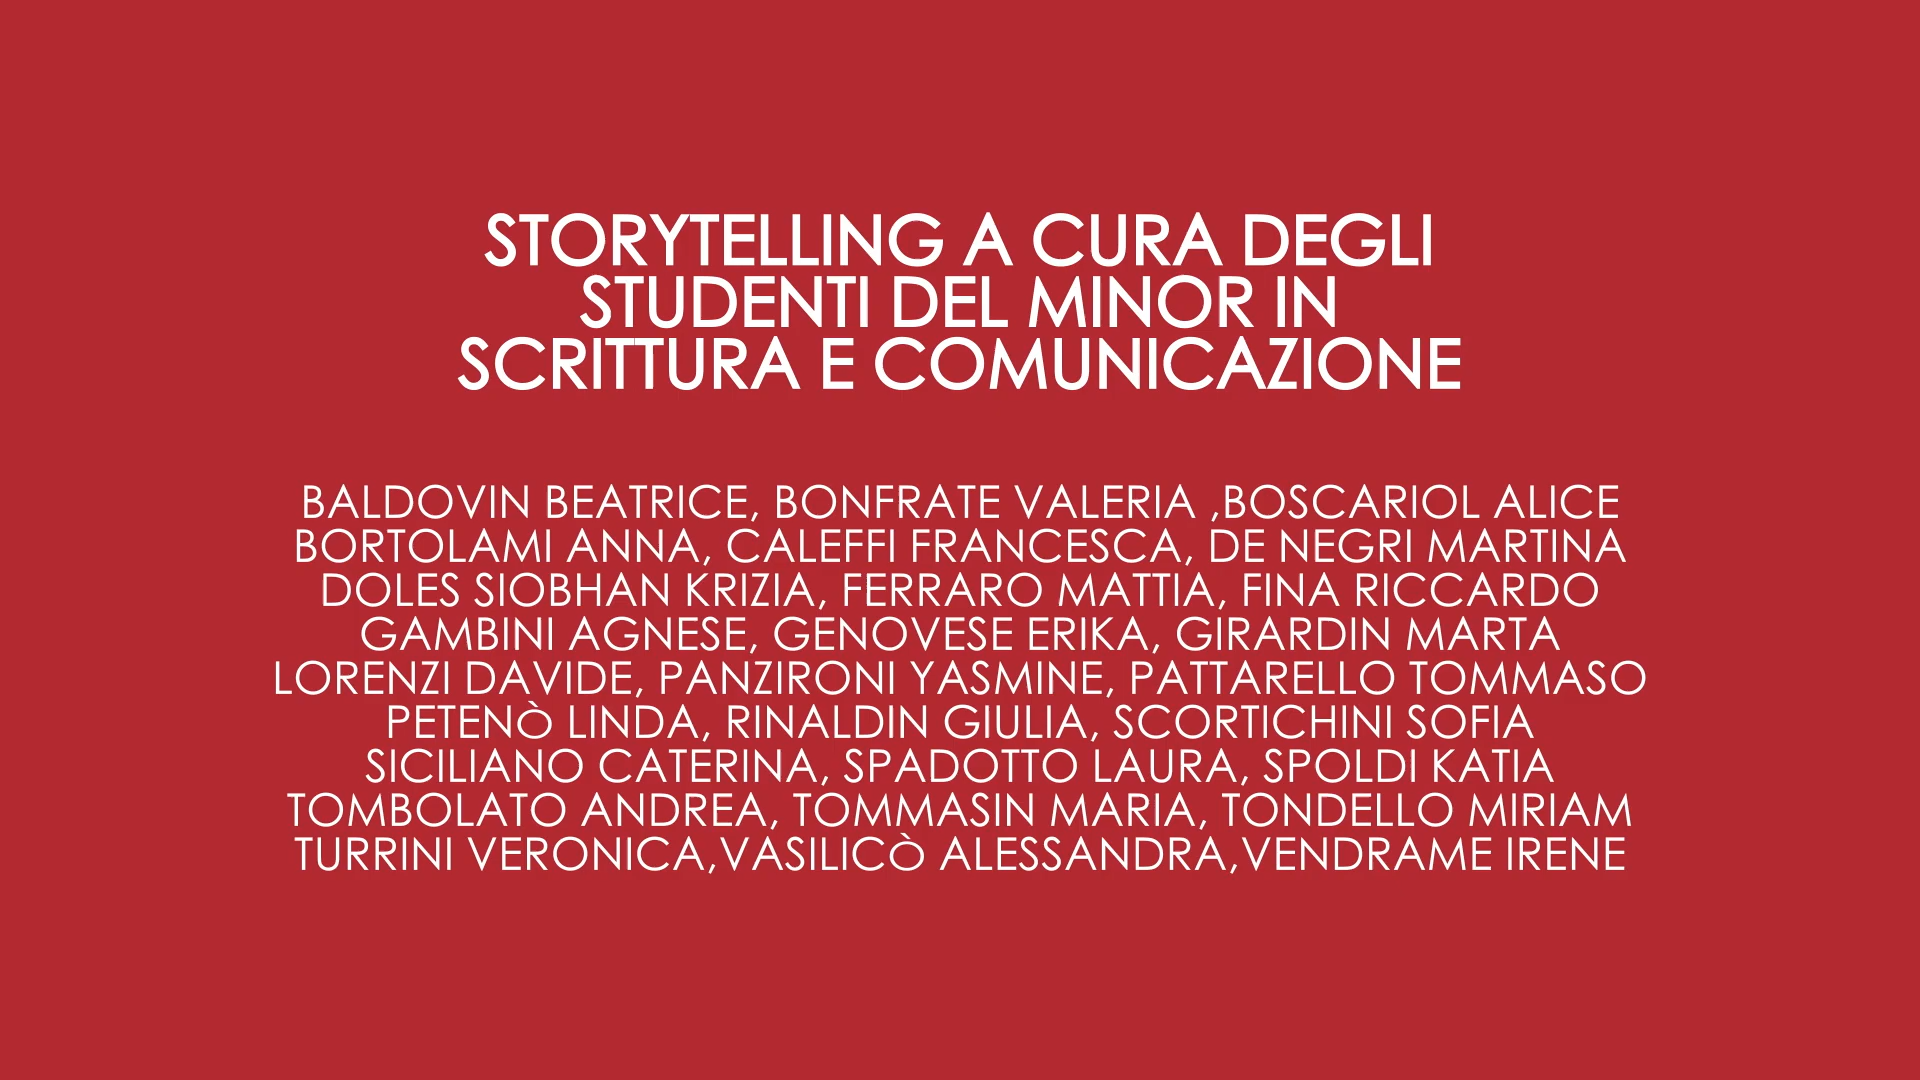 STORYTELLING A CURA DEGLI
STUDENTI DEL MINOR IN
SCRITTURA E COMUNICAZIONE
BALDOVIN BEATRICE, BONFRATE VALERIA ,BOSCARIOL ALICE
BORTOLAMI ANNA, CALEFFI FRANCESCA, DE NEGRI MARTINA
DOLES SIOBHAN KRIZIA, FERRARO MATTIA, FINA RICCARDO
GAMBINI AGNESE, GENOVESE ERIKA, GIRARDIN MARTA
LORENZI DAVIDE, PANZIRONI YASMINE, PATTARELLO TOMMASO
PETENÒ LINDA, RINALDIN GIULIA, SCORTICHINI SOFIA
SICILIANO CATERINA, SPADOTTO LAURA, SPOLDI KATIA
TOMBOLATO ANDREA, TOMMASIN MARIA, TONDELLO MIRIAM
TURRINI VERONICA,VASILICÒ ALESSANDRA,VENDRAME IRENE